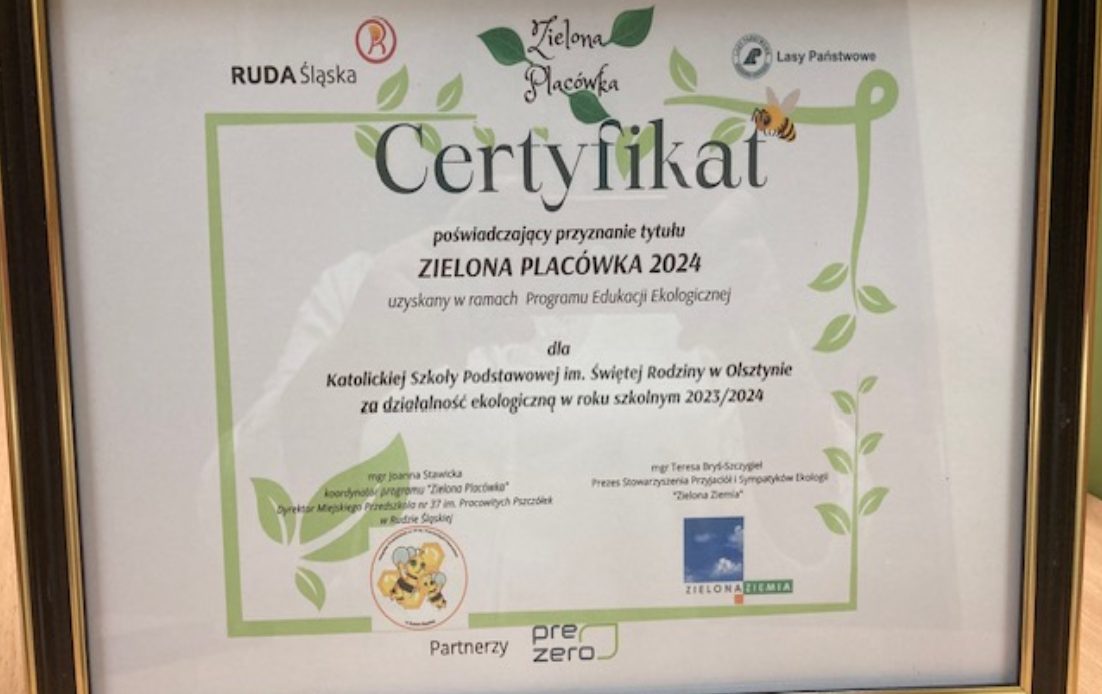 RUDA Śląska
Zielona
Placówka
Lasy Państwowe
Certyfikat
poświadczający przyznanie tytułu
ZIELONA PLACÓWKA 2024
uzyskany w ramach Programu Edukacji Ekologicznej
dla
Katolickiej Szkoły Podstawowej im. Świętej Rodziny w Olsztynie
za działalność ekologiczną w roku szkolnym 2023/2024
mgr Joanna Stawicka
koordynator programu "Zielona Placówka"
Dyrektor Miejskiego Przedszkola nr 37 im. Pracowitych Pszczółek
w Rudzie Śląskiej
mgr Teresa Bryś-Szczygieł
Prezes Stowarzyszenia Przyjaciół i Sympatyków Ekologii
"Zielona Ziemia"
ZIELONA ZIEMIA
Partnerzy
pre
zero